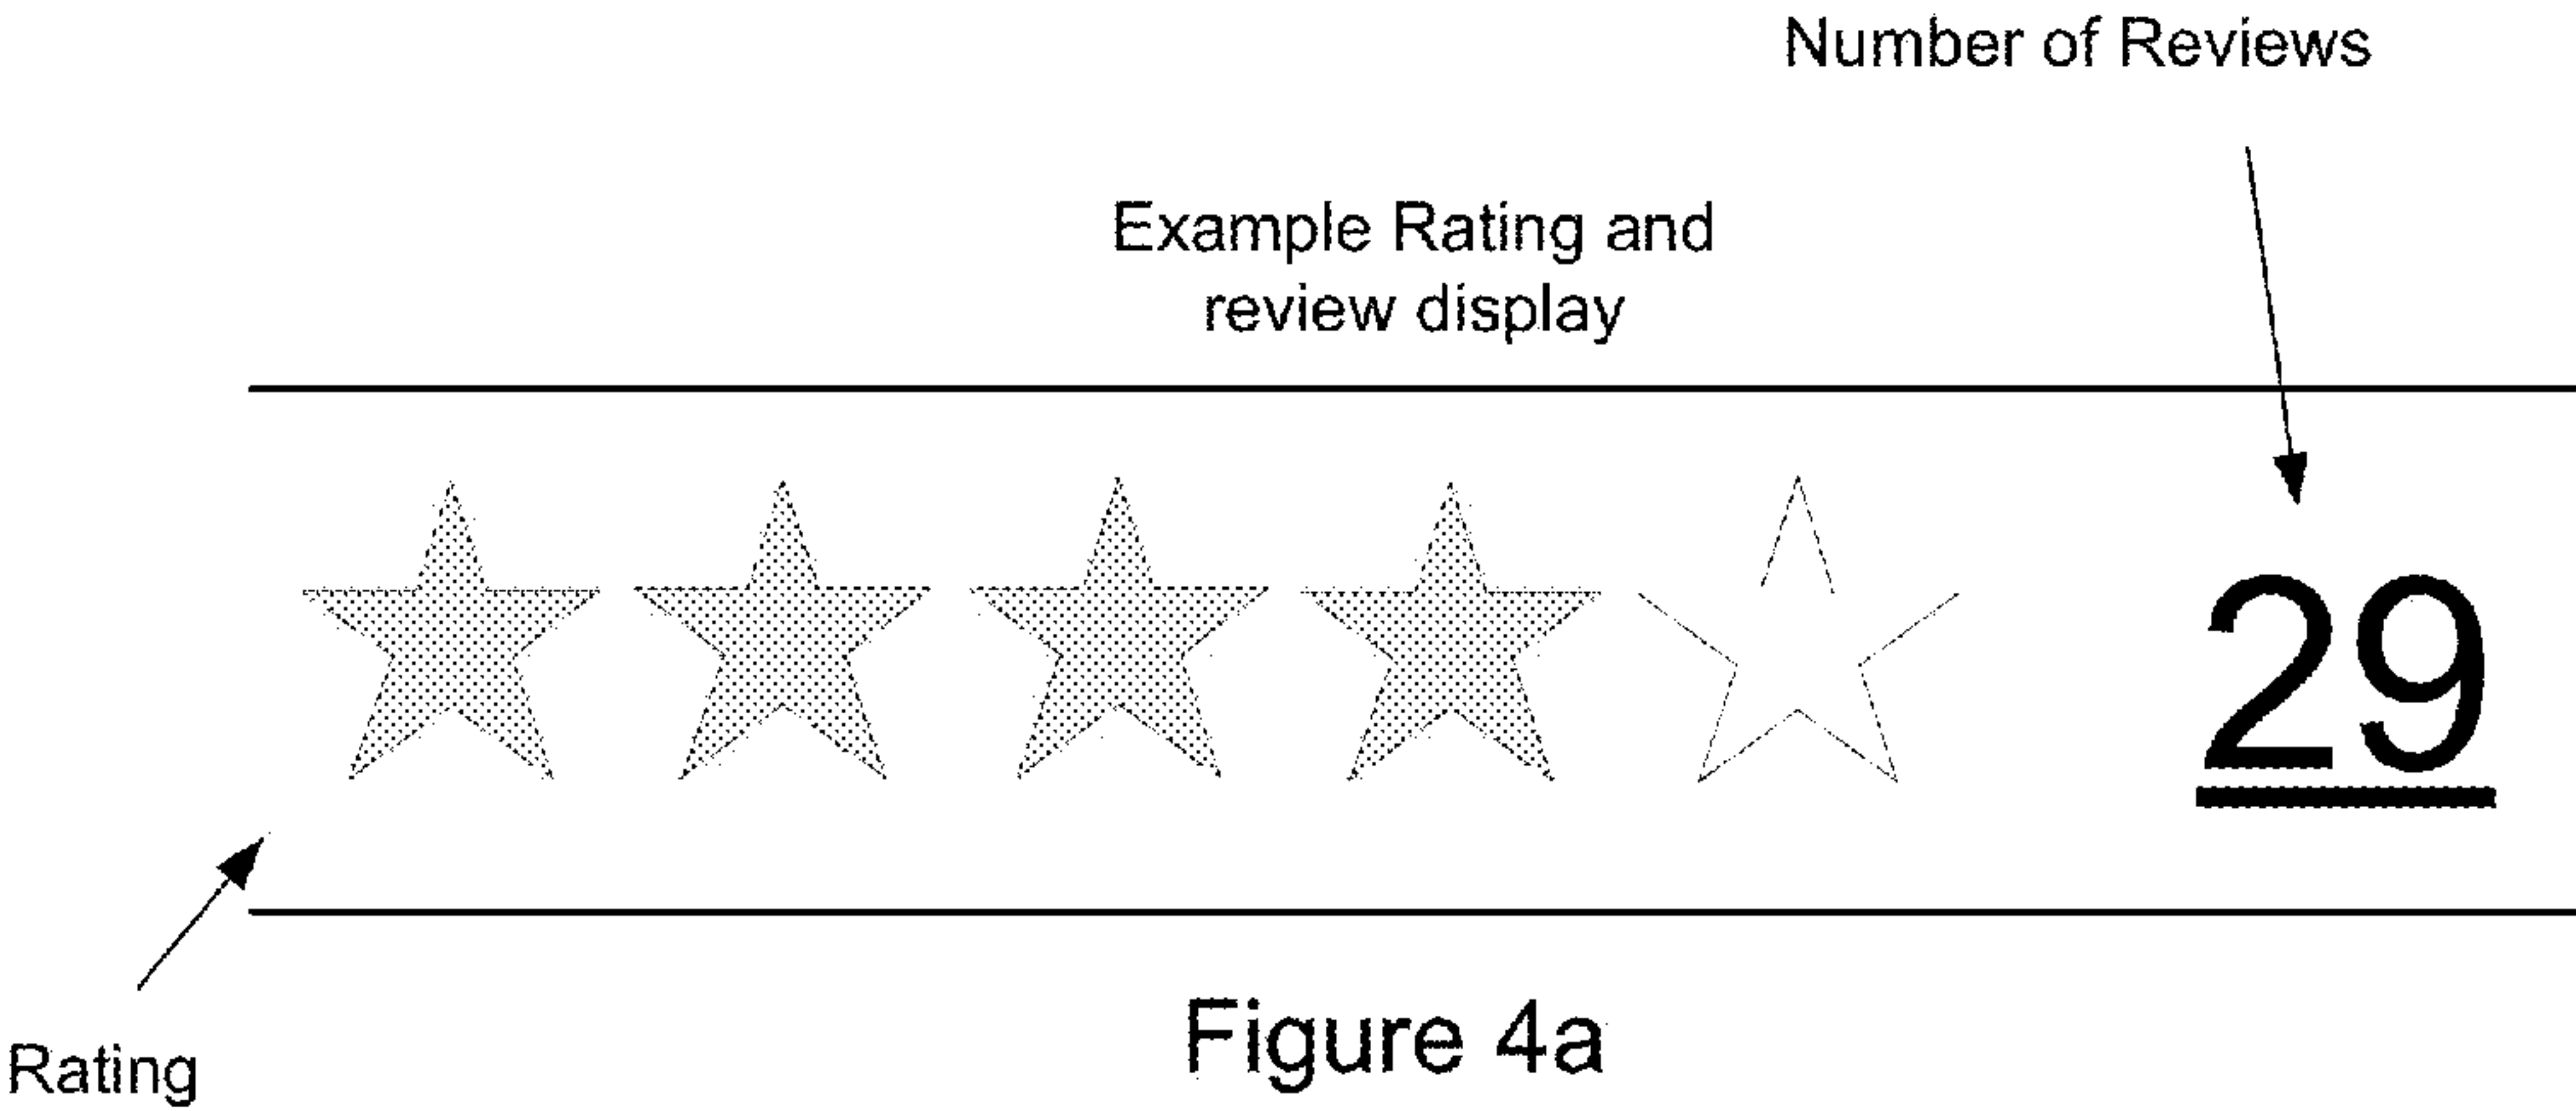 Number of Reviews
Example Rating and
review display
29
Rating
Figure 4a